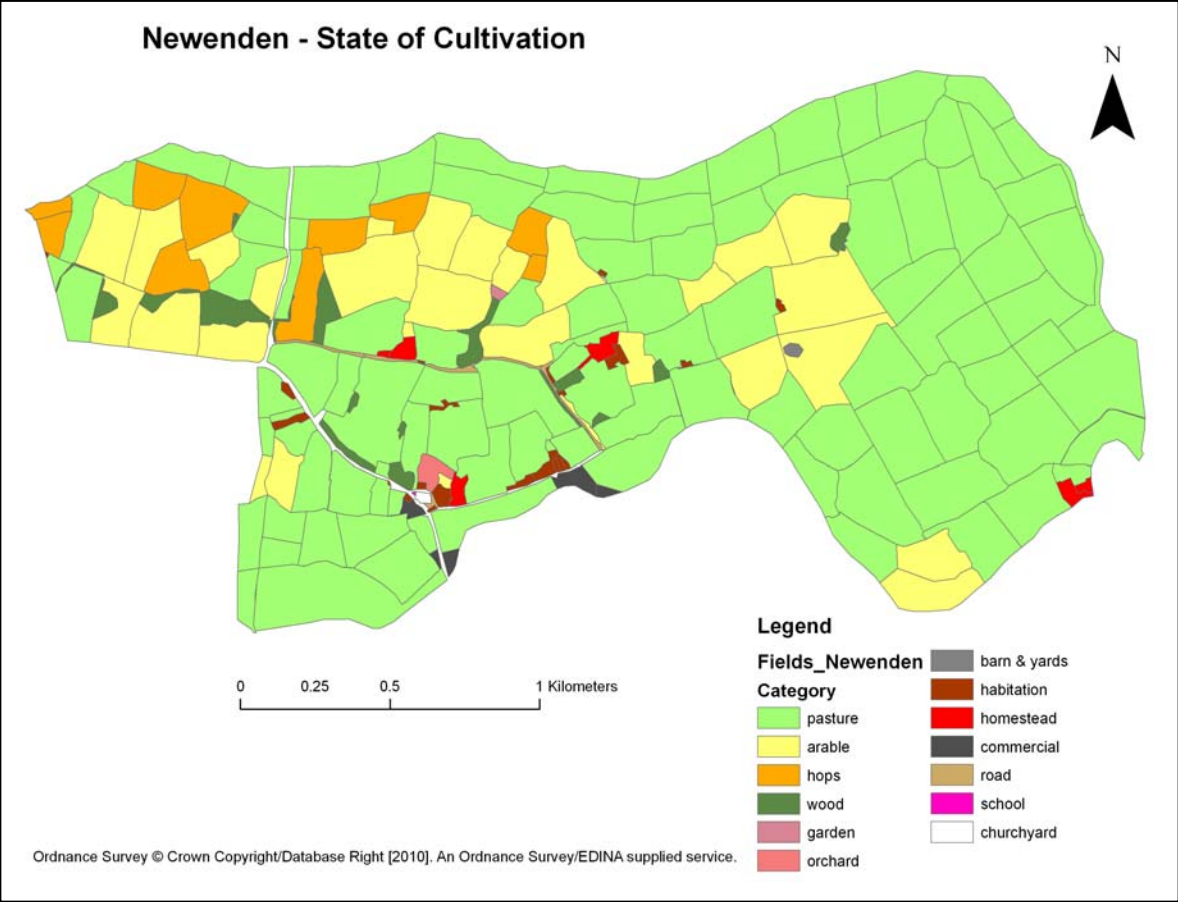 Newenden - State of Cultivation
N
0 0.25 0.5 1 Kilometers
Legend
Fields_Newenden
Category
pasture
arable
hops
wood
garden
orchard
barn & yards
habitation
homestead
commercial
road
school
churchyard
Ordnance Survey © Crown Copyright/Database Right [2010]. An Ordnance Survey/EDINA supplied service.